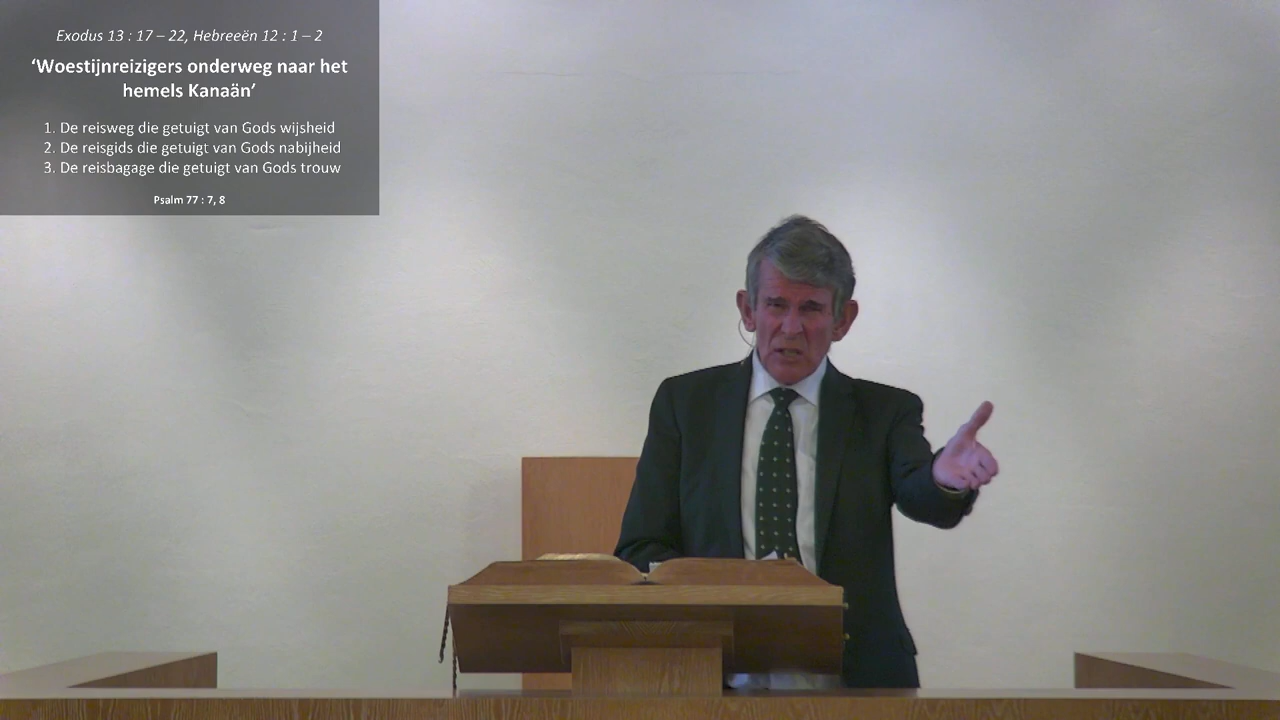 Exodus 13 : 17 – 22, Hebreeën 12 : 1 – 2
‘Woestijnreizigers onderweg naar het
hemels Kanaän’
1. De reisweg die getuigt van Gods wijsheid
2. De reisgids die getuigt van Gods nabijheid
3. De reisbagage die getuigt van Gods trouw
Psalm 77 : 7, 8